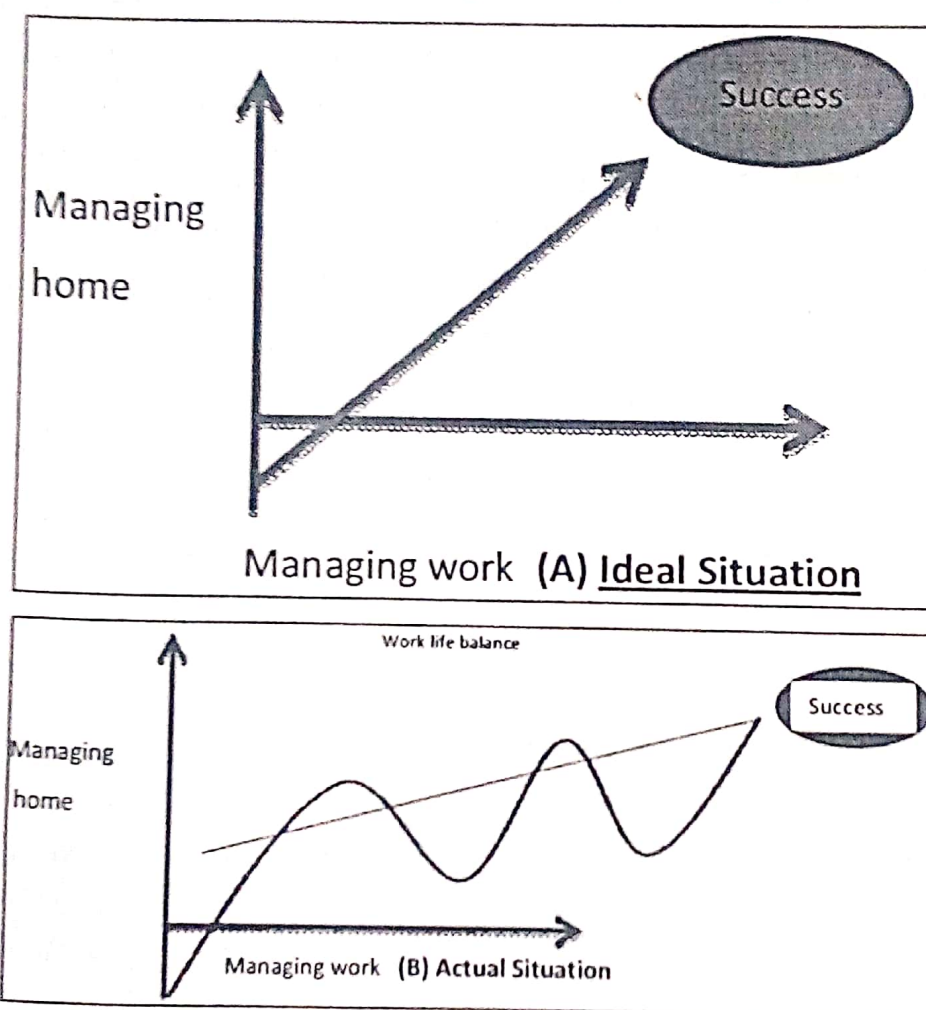 Success
Managing
home
Managing work (A) Ideal Situation
Work life balance
Success
Managing
home
Managing work (B) Actual Situation